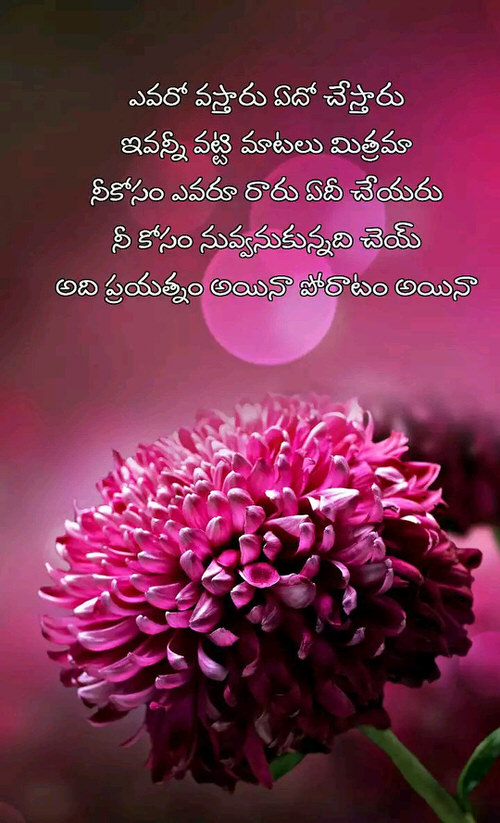 ఎవరో వస్తారు ఏదో చేస్తారు
ఇవన్నీ వట్టి మాటలు మిత్రమా
నీకోసం ఎవరూ రారు ఏదీ చేయరు
నీ కోసం నువ్వనుకున్నది చెయ్
అది ప్రయత్నం అయినా పోరాటం అయినా